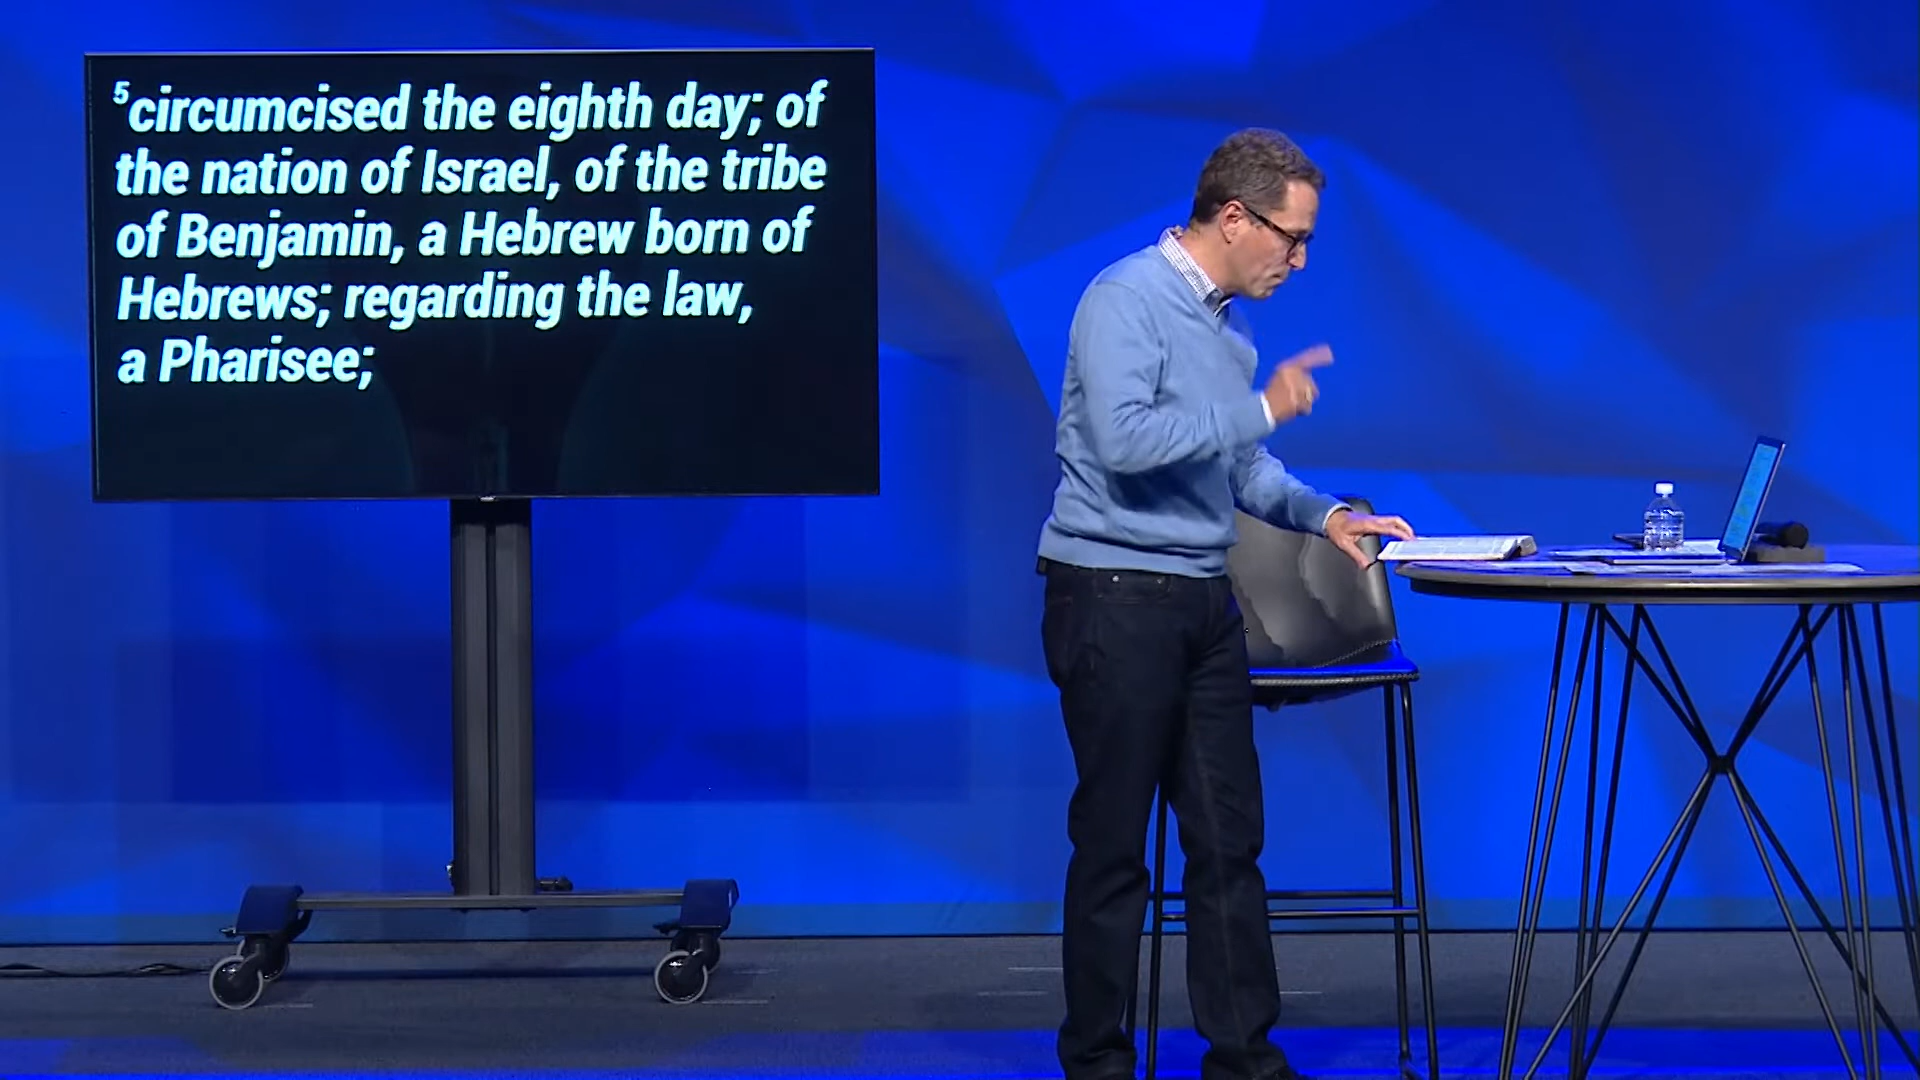 ⁵circumcised the eighth day; of
the nation of Israel, of the tribe
of Benjamin, a Hebrew born of
Hebrews; regarding the law,
a Pharisee;